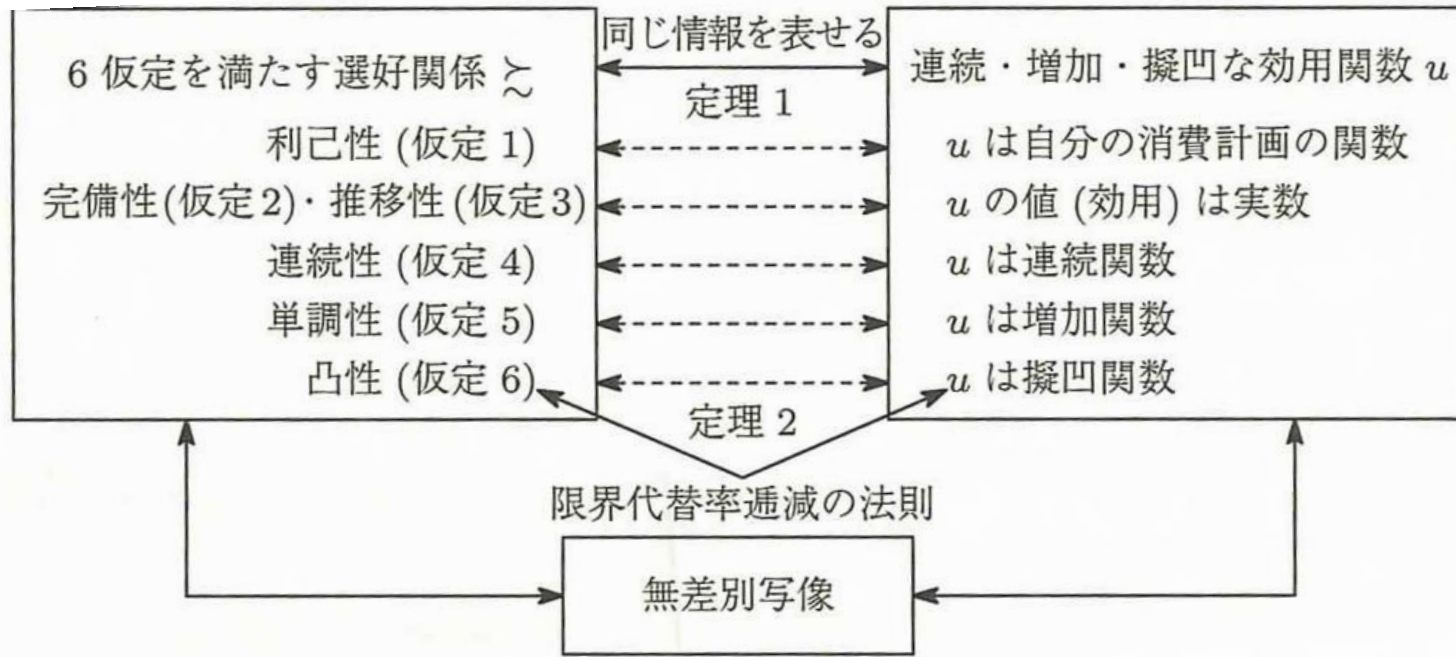 同じ情報を表せる
6 仮定を満たす選好関係 ≿
連続・増加・擬凹な効用関数 u
定理 1
利己性 (仮定 1)
u は自分の消費計画の関数
完備性(仮定2)・推移性(仮定3)
u の値 (効用) は実数
連続性 (仮定 4)
u は連続関数
単調性 (仮定 5)
u は増加関数
凸性 (仮定 6)
u は擬凹関数
定理 2
限界代替率逓減の法則
無差別写像